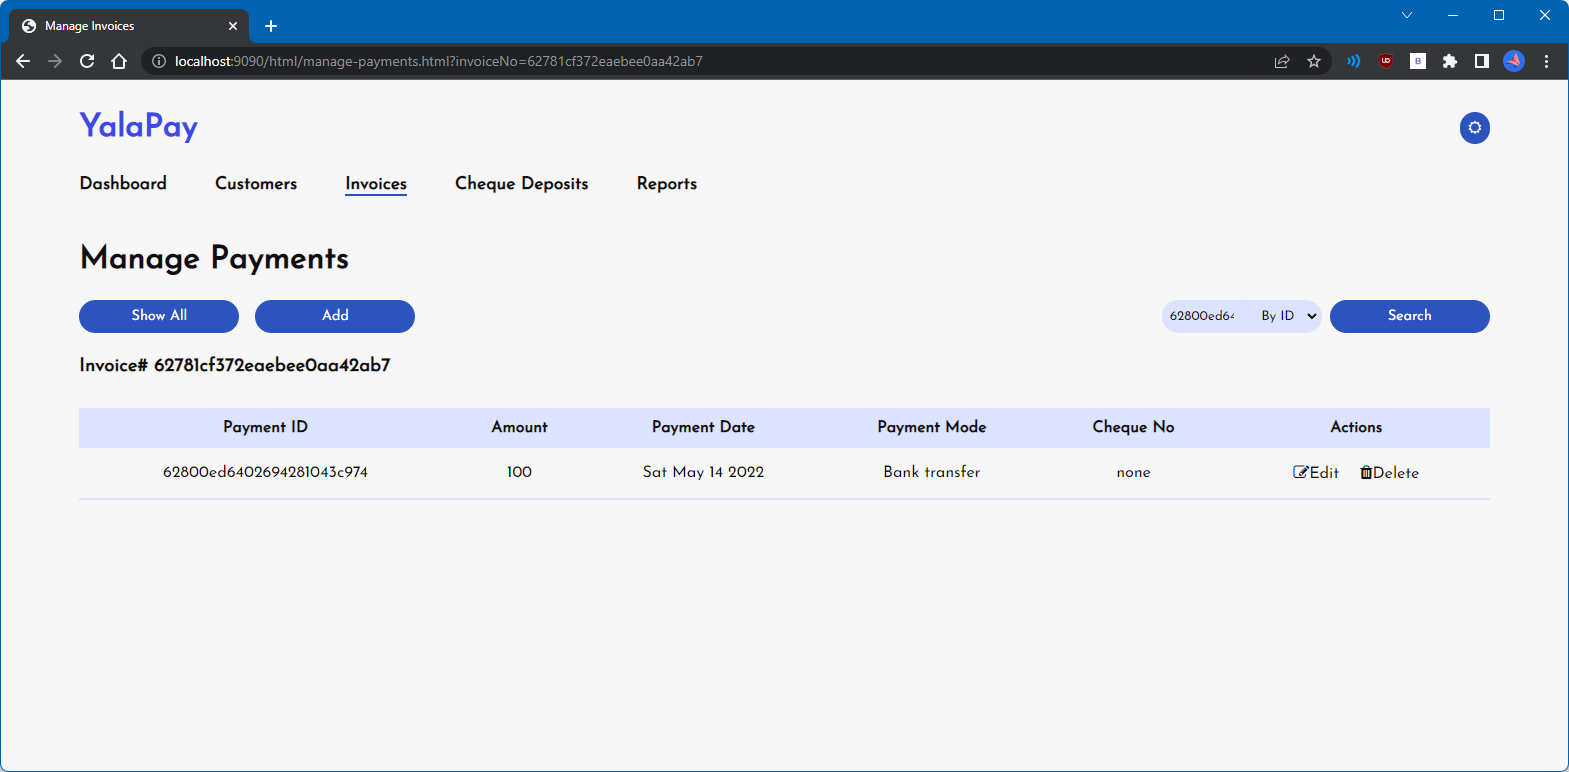 Manage Invoices
localhost:9090/html/manage-payments.html?invoiceNo=62781cf372eaebee0aa42ab7
YalaPay
Dashboard Customers Invoices Cheque Deposits Reports
Manage Payments
Show All Add 62800ed64 By ID Search
Invoice# 62781cf372eaebee0aa42ab7
Payment ID Amount Payment Date Payment Mode Cheque No Actions
62800ed6402694281043c974 100 Sat May 14 2022 Bank transfer none Edit Delete